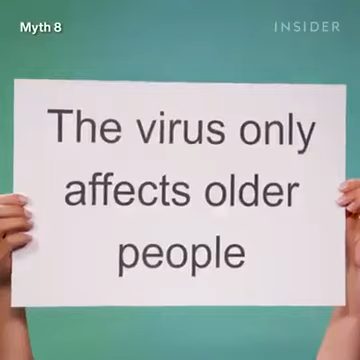 Myth 8
INSIDER
The virus only
affects older
people